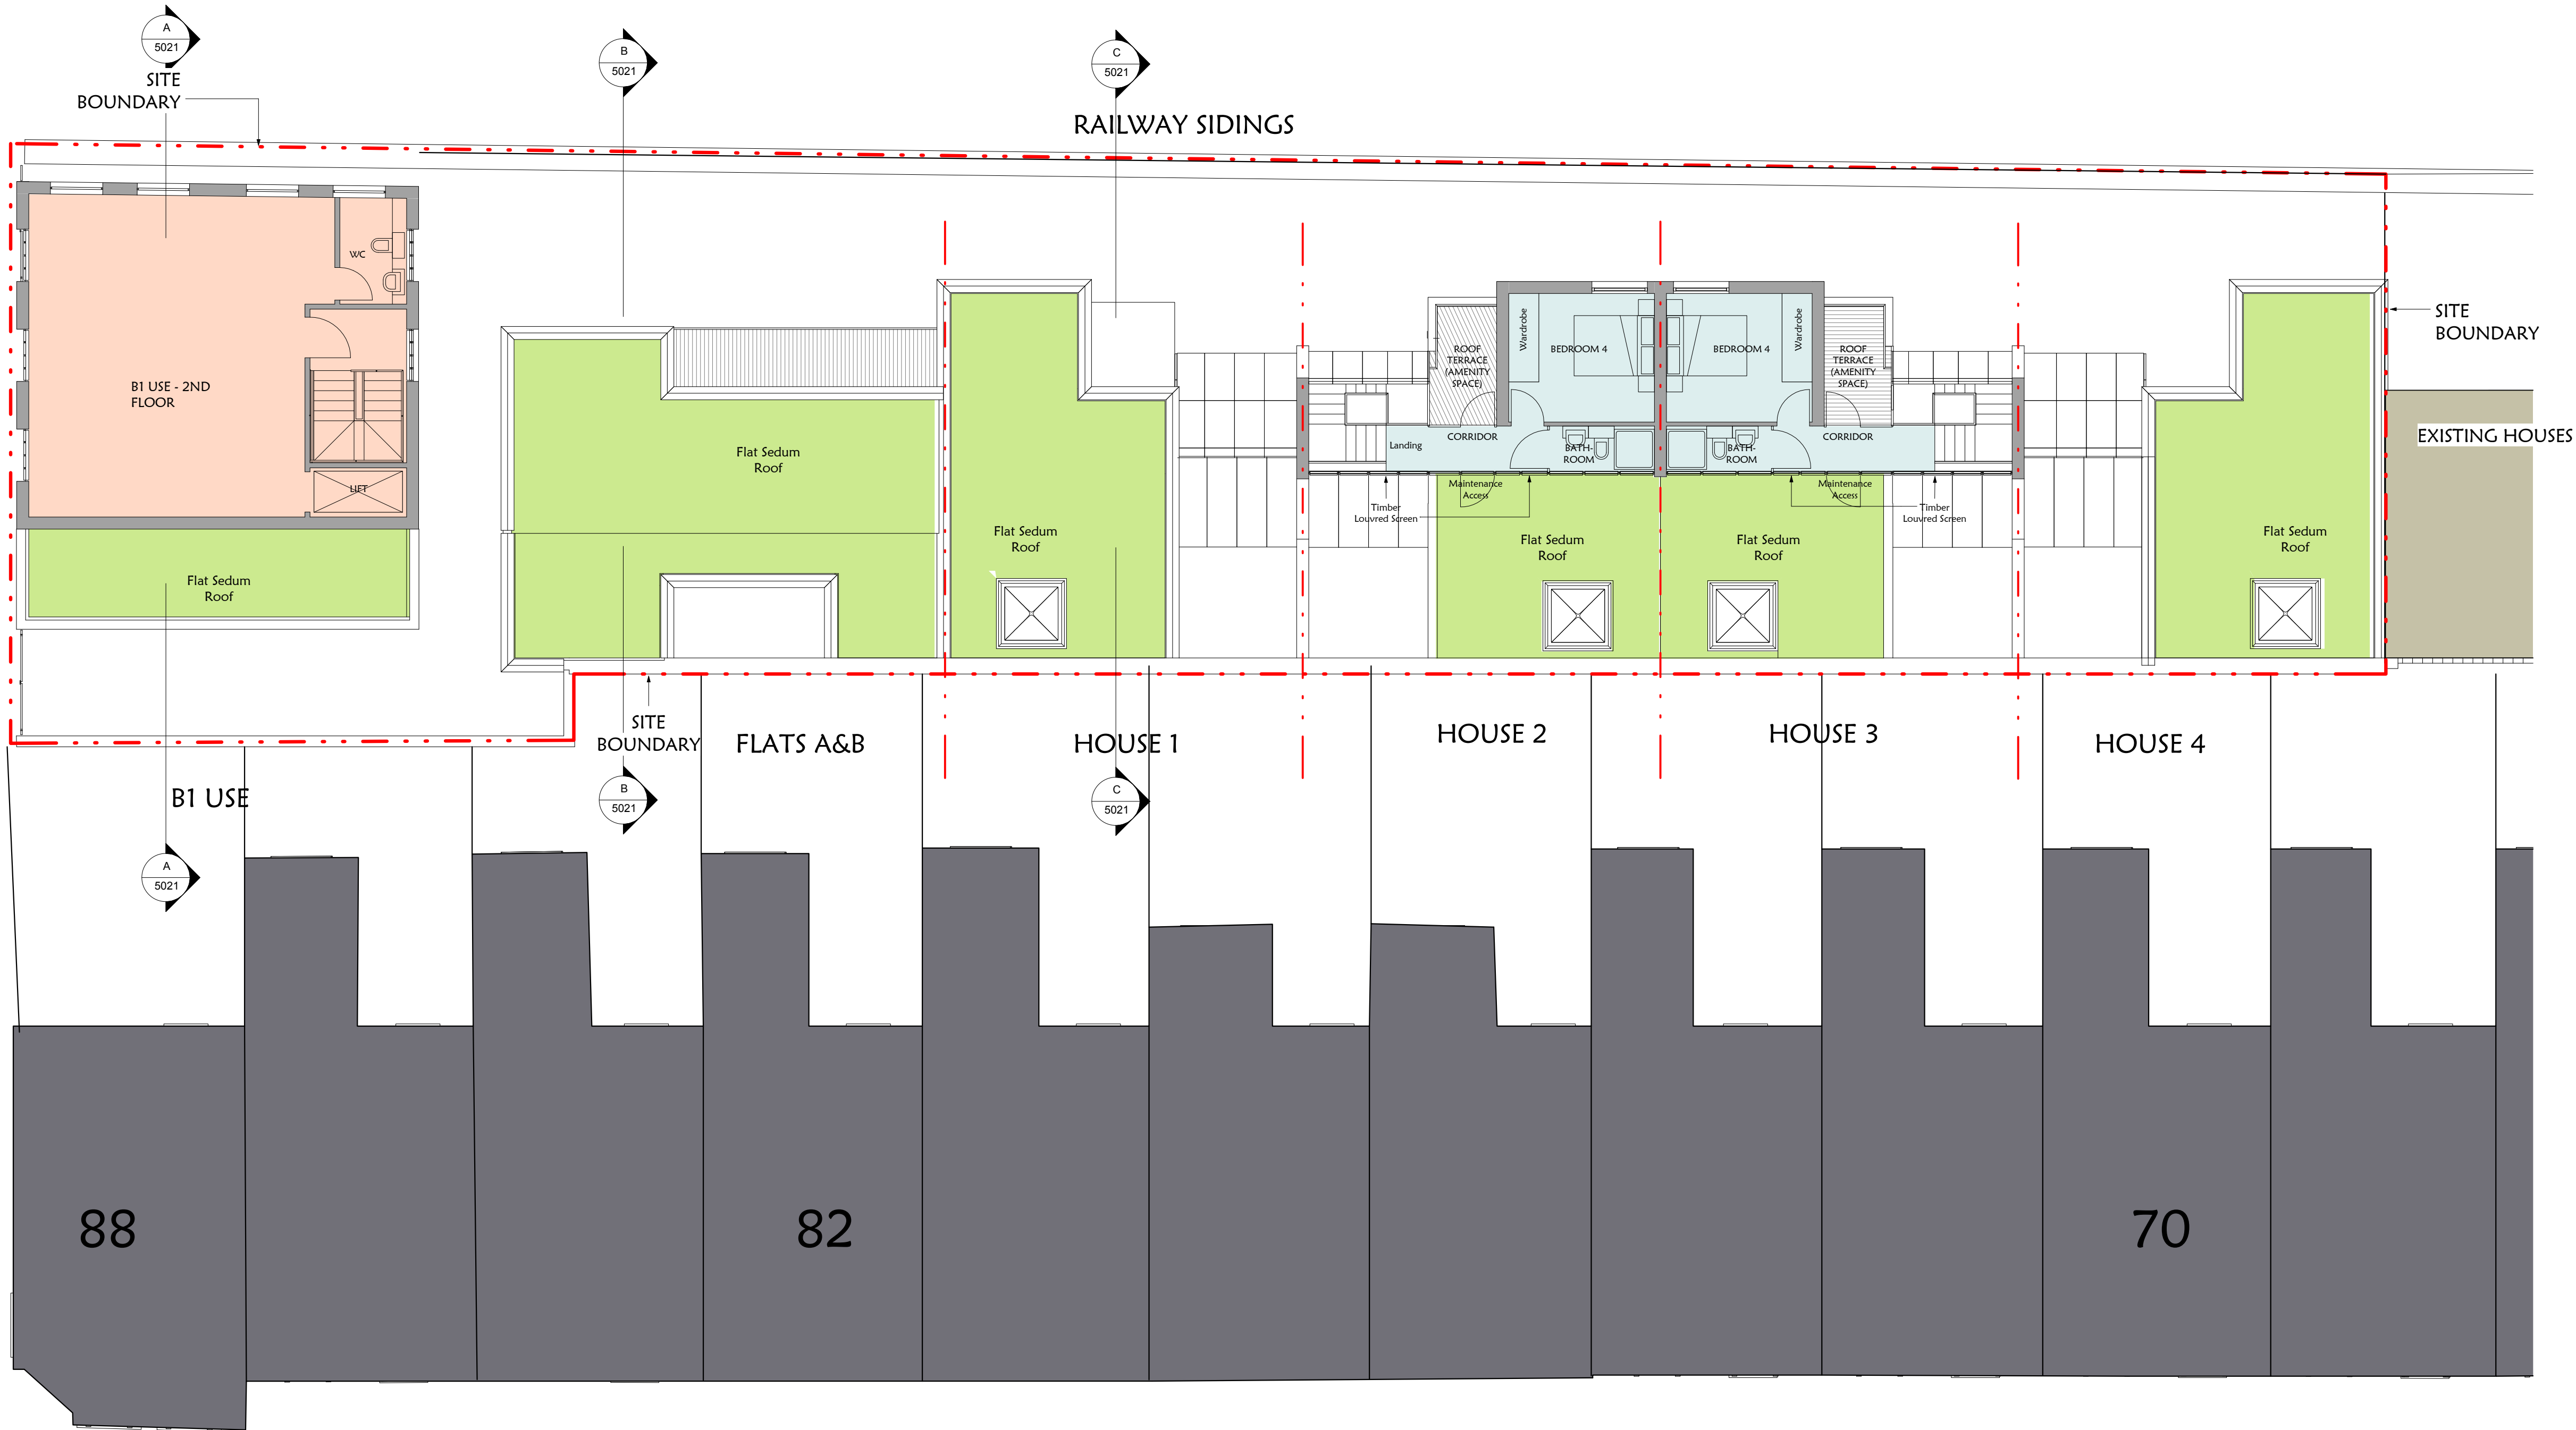 A
5021
SITE
BOUNDARY
B
5021
C
5021
RAILWAY SIDINGS
WC
B1 USE - 2ND
FLOOR
LIFT
Flat Sedum
Roof
Flat Sedum
Roof
Flat Sedum
Roof
ROOF
TERRACE
(AMENITY
SPACE)
Wardrobe
BEDROOM 4
BEDROOM 4
Wardrobe
ROOF
TERRACE
(AMENITY
SPACE)
Landing
CORRIDOR
BATH-
ROOM
BATH-
ROOM
CORRIDOR
Maintenance
Access
Maintenance
Access
Timber
Louvred Screen
Timber
Louvred Screen
Flat Sedum
Roof
Flat Sedum
Roof
Flat Sedum
Roof
SITE
BOUNDARY
EXISTING HOUSES
SITE
BOUNDARY
FLATS A&B
HOUSE 1
HOUSE 2
HOUSE 3
HOUSE 4
B1 USE
B
5021
C
5021
A
5021
88
82
70